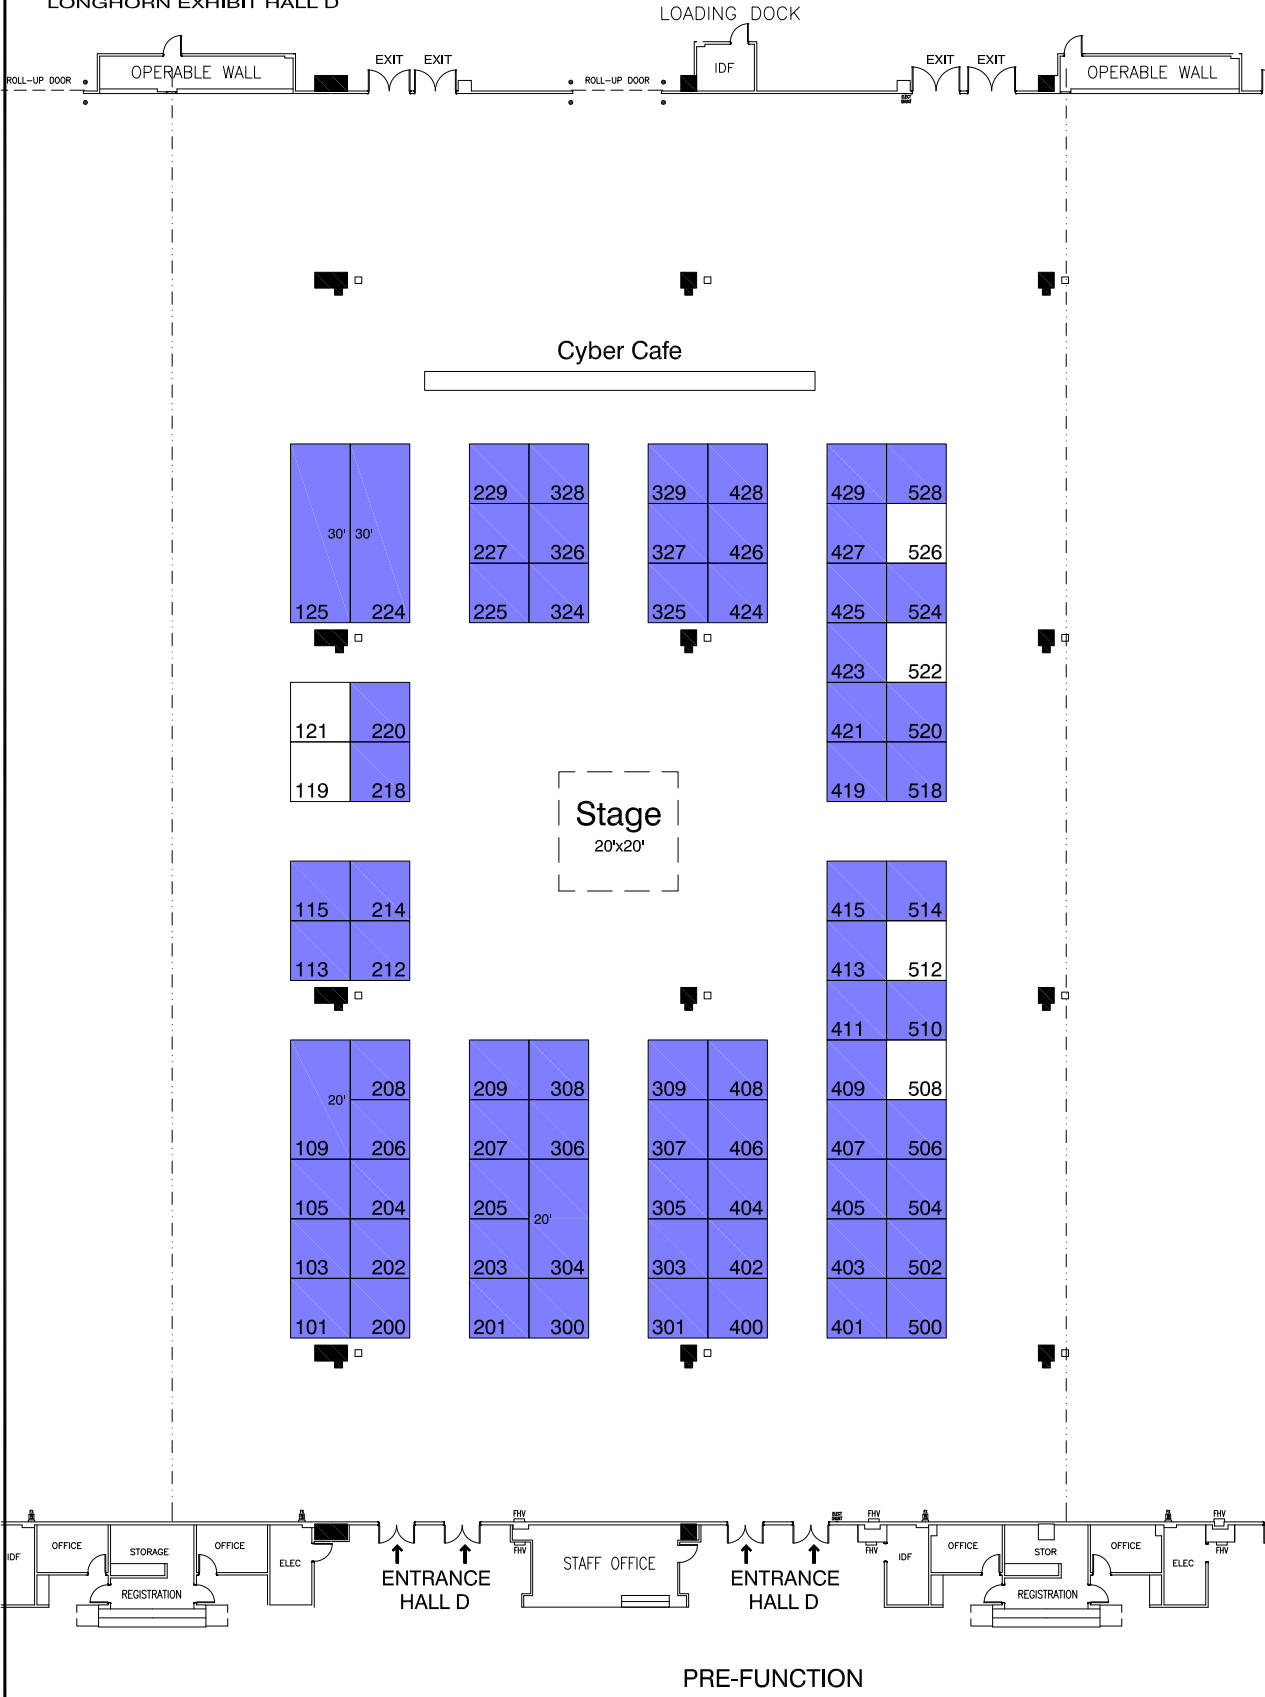 LONGHORN EXHIBIT HALL D
LOADING DOCK
ROLL-UP DOOR
OPERABLE WALL
EXIT
EXIT
ROLL-UP DOOR
IDF
EXIT
EXIT
OPERABLE WALL
Cyber Cafe
229 328 329 428 429 528
30' 30' 227 326 327 426 427 526
125 224 225 324 325 424 425 524
423 522
121 220 421 520
119 218 419 518
Stage
20'x20'
115 214 415 514
113 212 413 512
411 510
208 209 308 309 408 409 508
20'
109 206 207 306 307 406 407 506
105 204 205 305 404 405 504
20'
103 202 203 304 303 402 403 502
101 200 201 300 301 400 401 500
FHV
FHV
FHV
FHV
FHV
FHV
IDF
OFFICE
STORAGE
OFFICE
ELEC
REGISTRATION
ENTRANCE
HALL D
STAFF OFFICE
ENTRANCE
HALL D
IDF
OFFICE
STOR
OFFICE
ELEC
REGISTRATION
PRE-FUNCTION